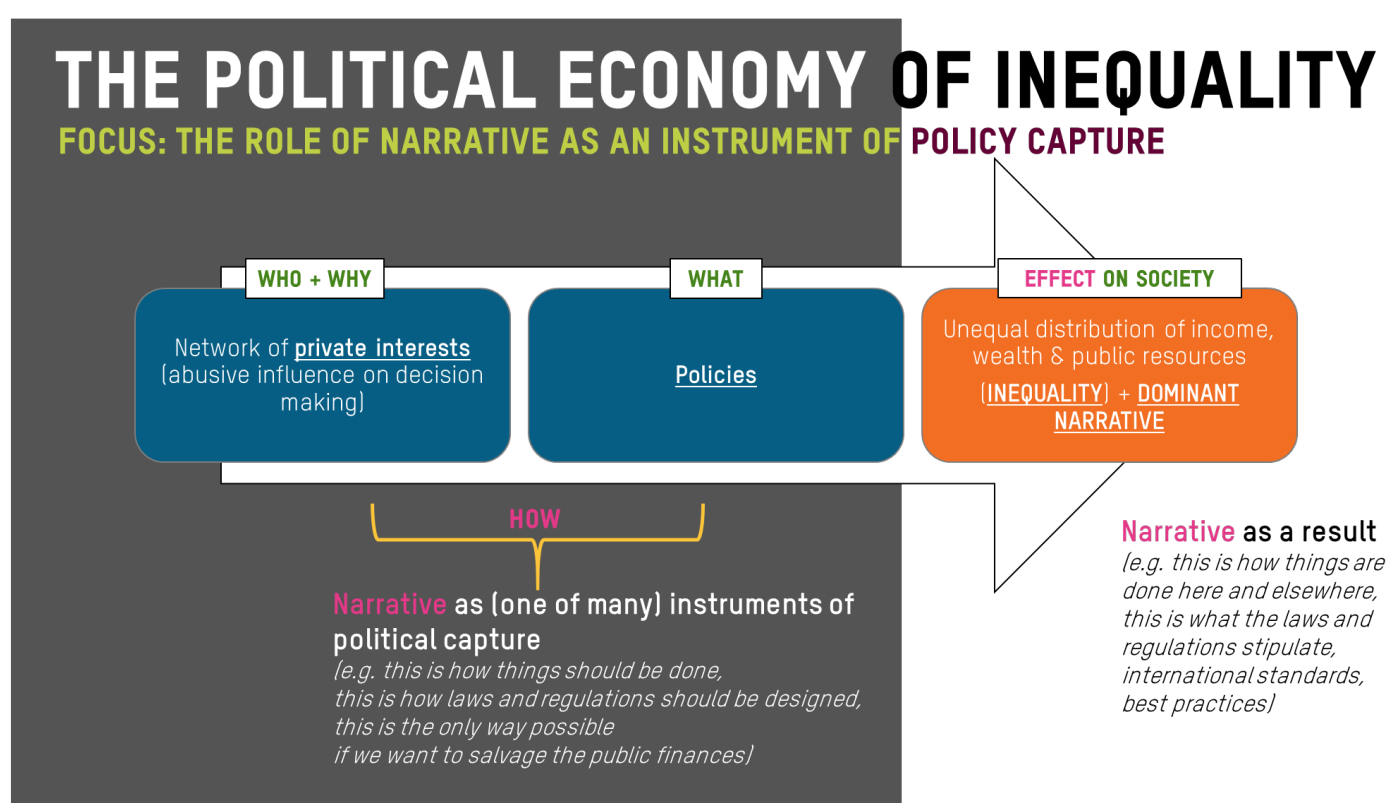 THE POLITICAL ECONOMY OF INEQUALITY
FOCUS: THE ROLE OF NARRATIVE AS AN INSTRUMENT OF POLICY CAPTURE
WHO + WHY
Network of private interests
(abusive influence on decision
making)
WHAT
Policies
EFFECT ON SOCIETY
Unequal distribution of income,
wealth & public resources
(INEQUALITY) + DOMINANT
NARRATIVE
HOW
Narrative as (one of many) instruments of
political capture
(e.g. this is how things should be done,
this is how laws and regulations should be designed,
this is the only way possible
if we want to salvage the public finances)
Narrative as a result
(e.g. this is how things are
done here and elsewhere,
this is what the laws and
regulations stipulate,
international standards,
best practices)